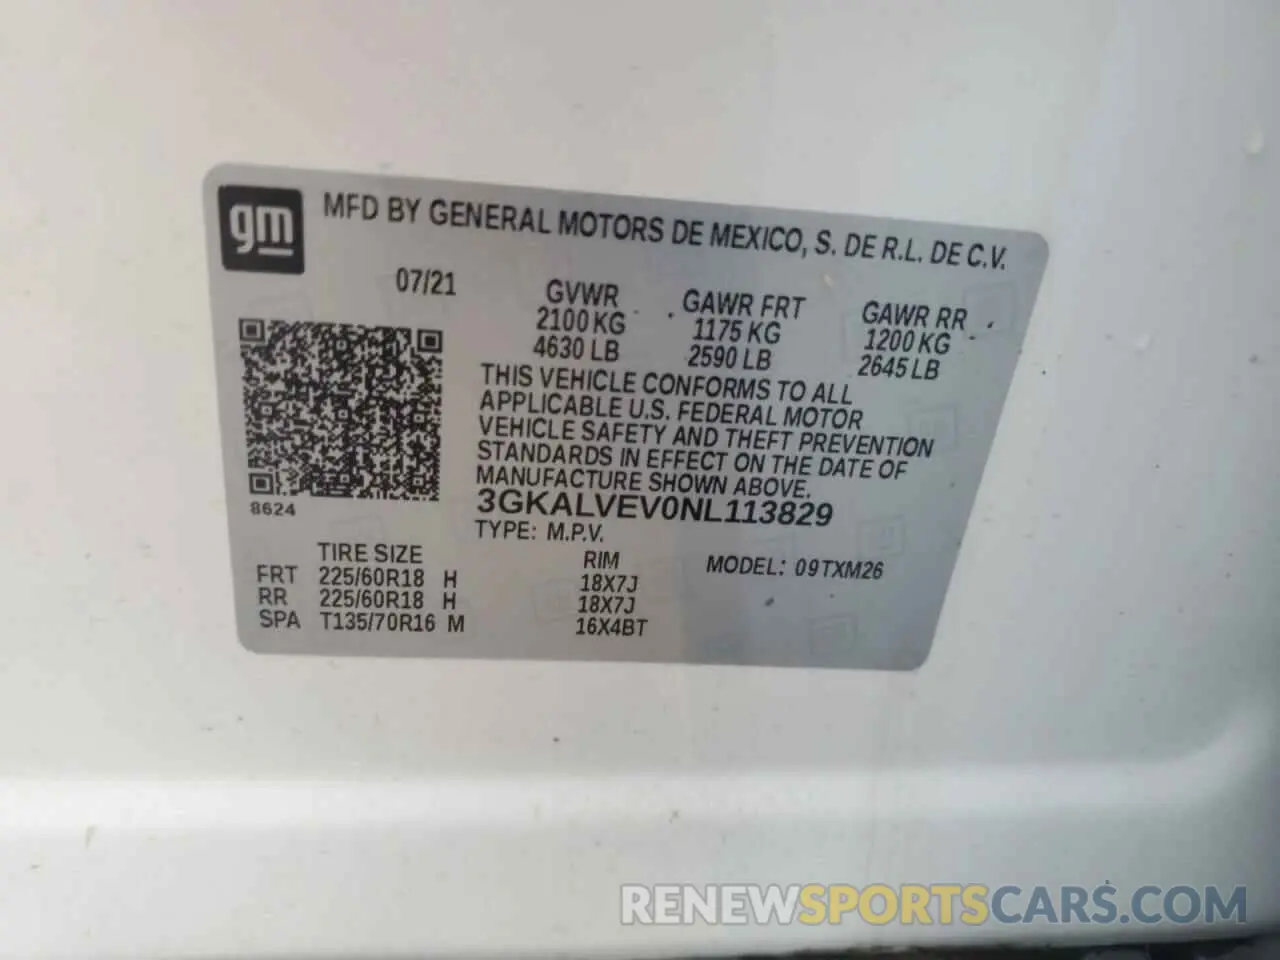 gm
MFD BY GENERAL MOTORS DE MEXICO, S. DE R.L. DE C.V.
07/21
GVWR GAWR FRT GAWR RR
2100 KG 1175 KG 1200 KG
4630 LB 2590 LB 2645 LB
THIS VEHICLE CONFORMS TO ALL
APPLICABLE U.S. FEDERAL MOTOR
VEHICLE SAFETY AND THEFT PREVENTION
STANDARDS IN EFFECT ON THE DATE OF
MANUFACTURE SHOWN ABOVE.
8624
3GKALVEV0NL113829
TYPE: M.P.V.
TIRE SIZE RIM MODEL: 09TXM26
FRT 225/60R18 H 18X7J
RR 225/60R18 H 18X7J
SPA T135/70R16 M 16X4BT
RENEWSPORTSCARS.COM